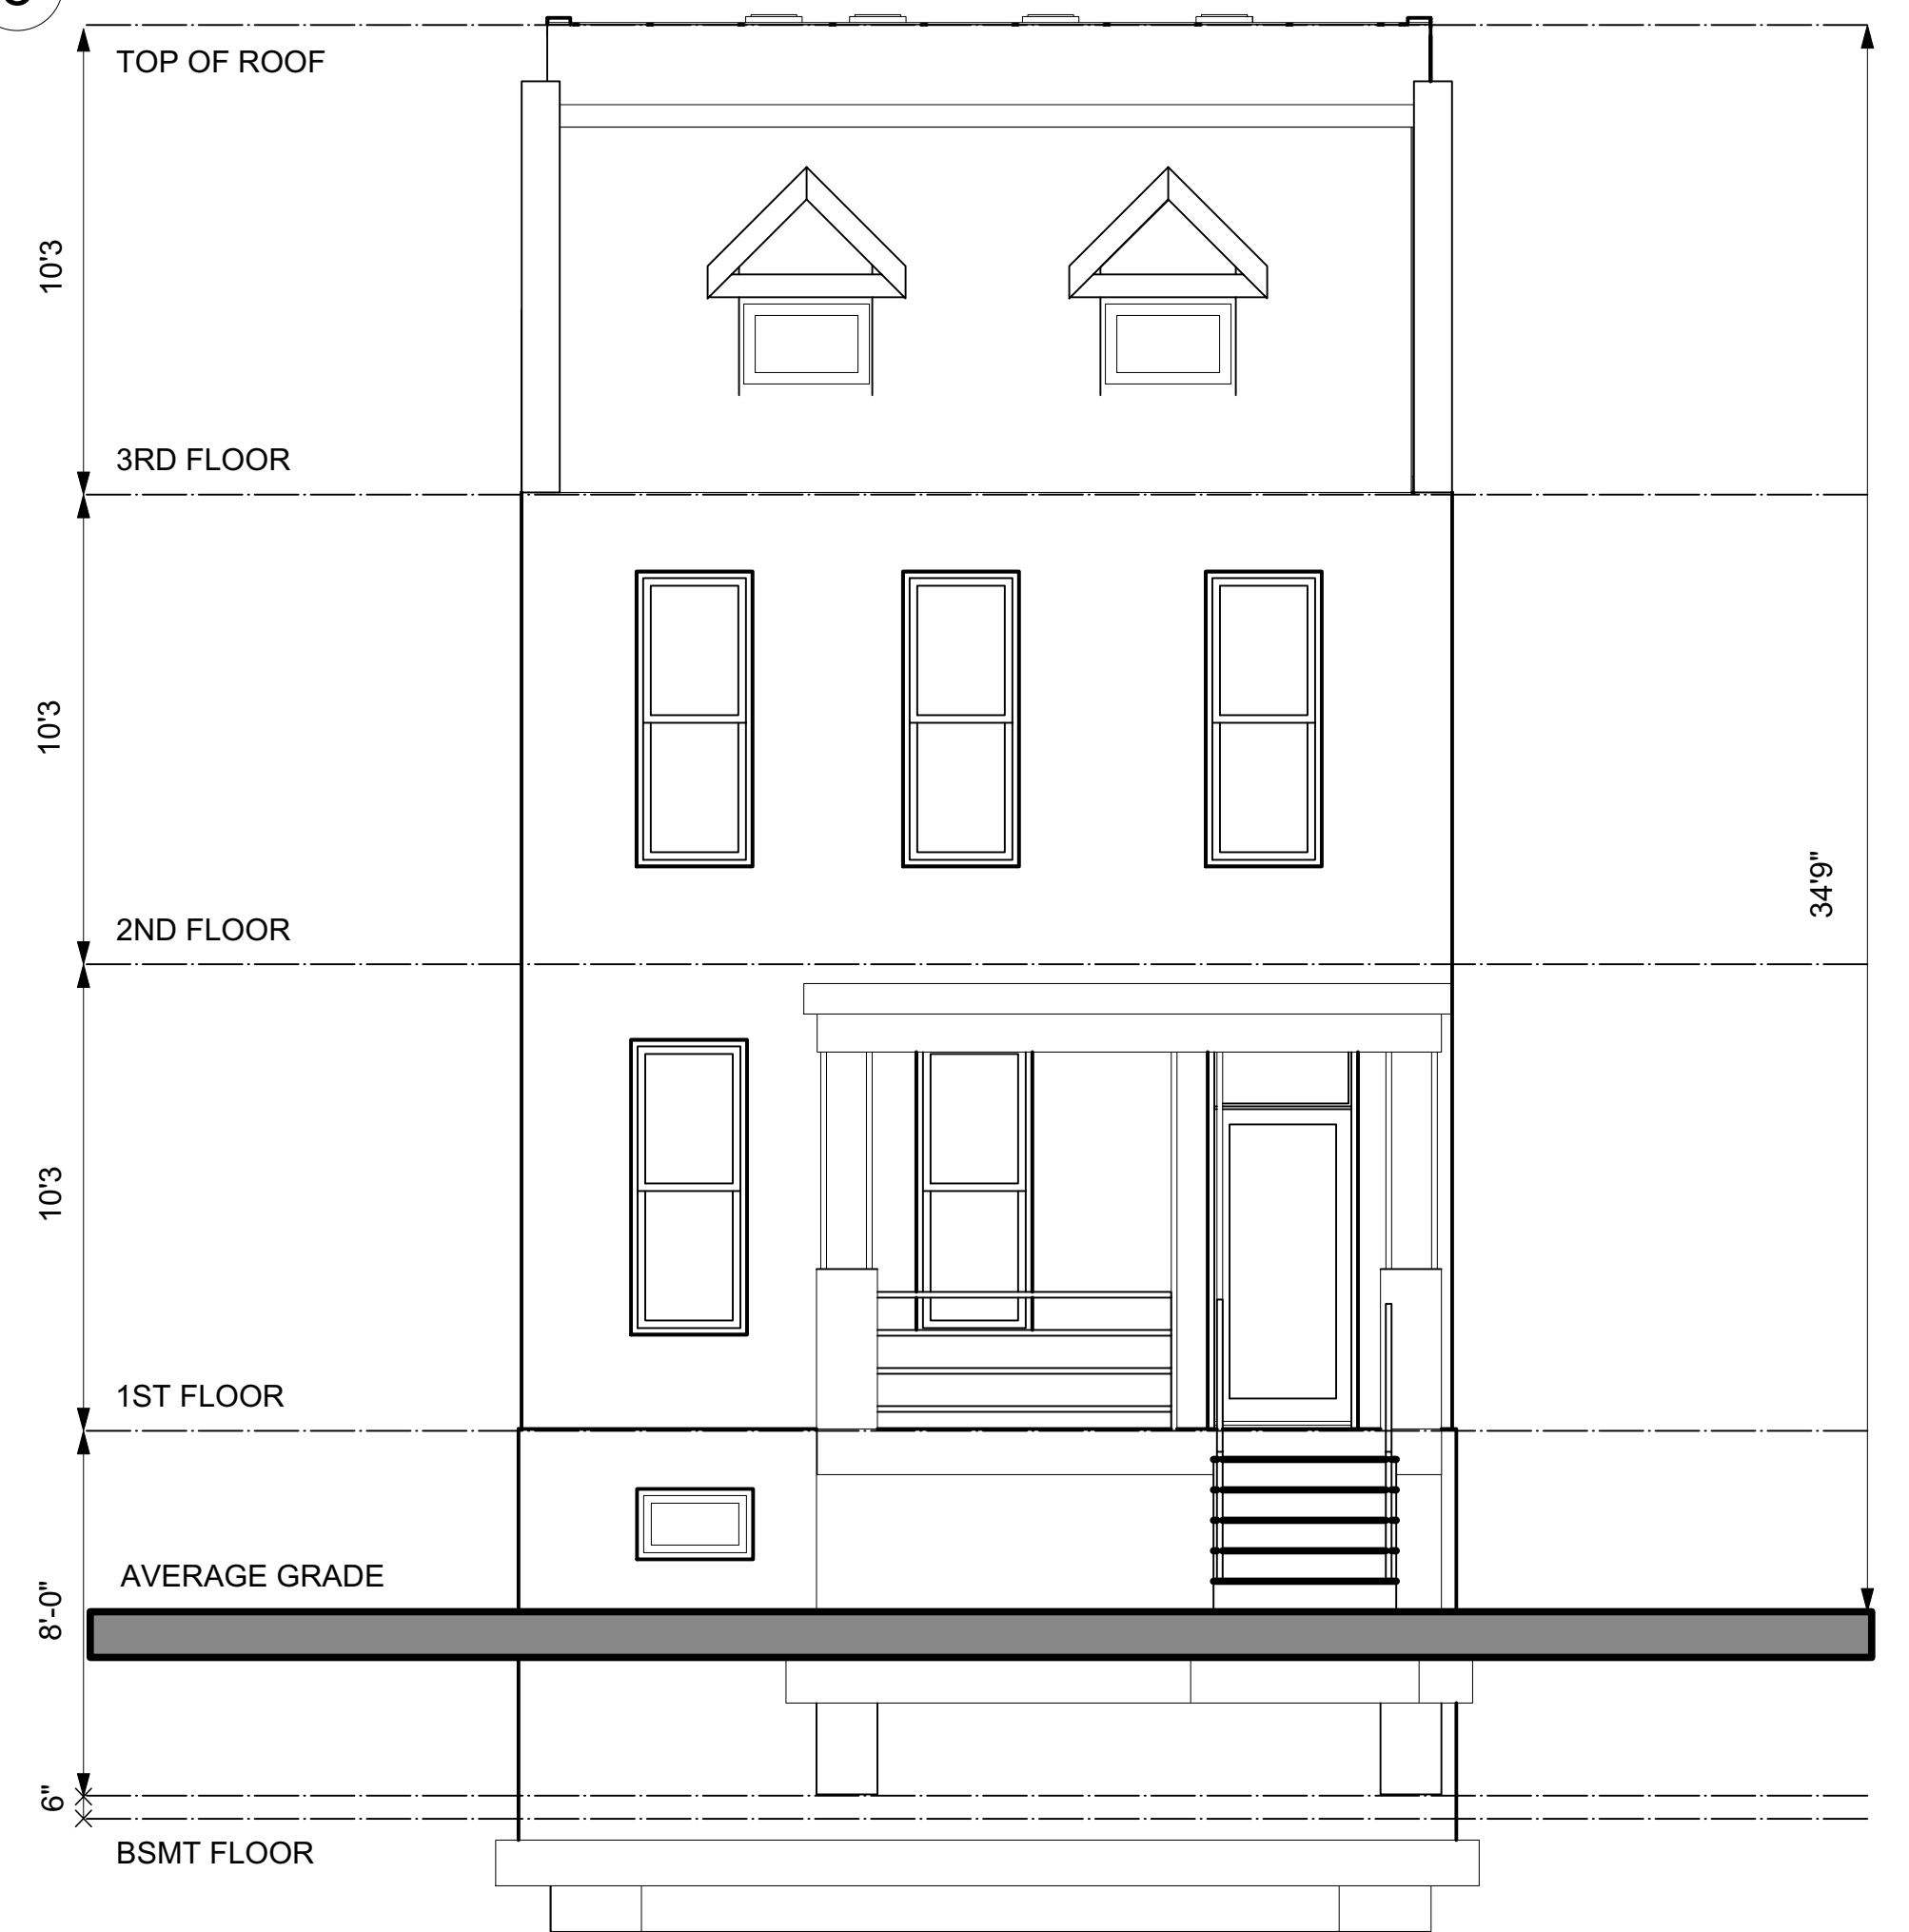 TOP OF ROOF
10'3
3RD FLOOR
10'3
34'9"
2ND FLOOR
10'3
1ST FLOOR
AVERAGE GRADE
8'-0"
6"
BSMT FLOOR